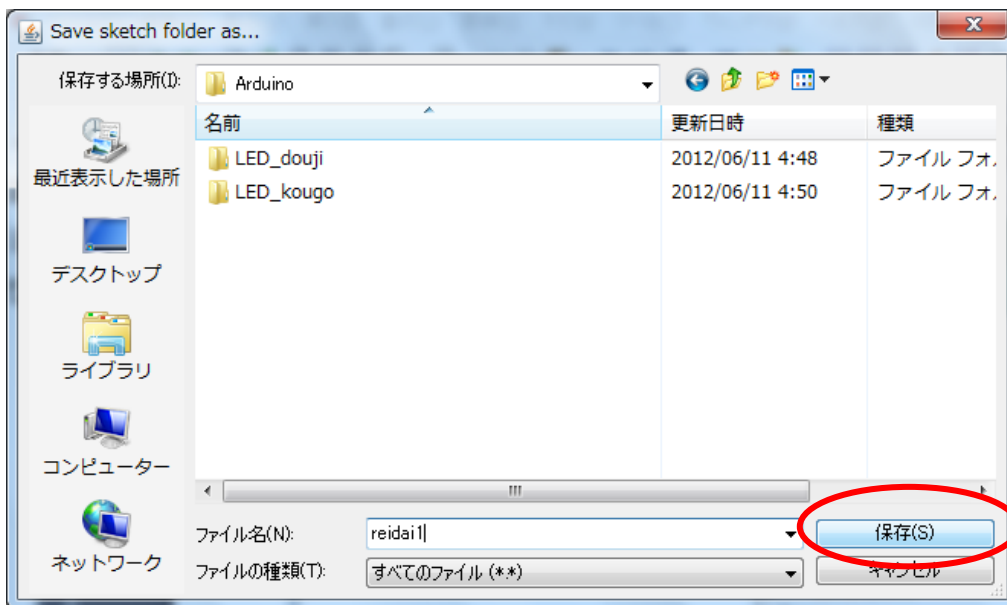 Save sketch folder as...
保存する場所(I):
Arduino
名前
更新日時
種類
LED_douji
2012/06/11 4:48
ファイル フォ
LED_kougo
2012/06/11 4:50
ファイル フォ
最近表示した場所
デスクトップ
ライブラリ
コンピューター
ネットワーク
ファイル名(N):
reidai1
保存(S)
ファイルの種類(T):
すべてのファイル (*.*)
キャンセル